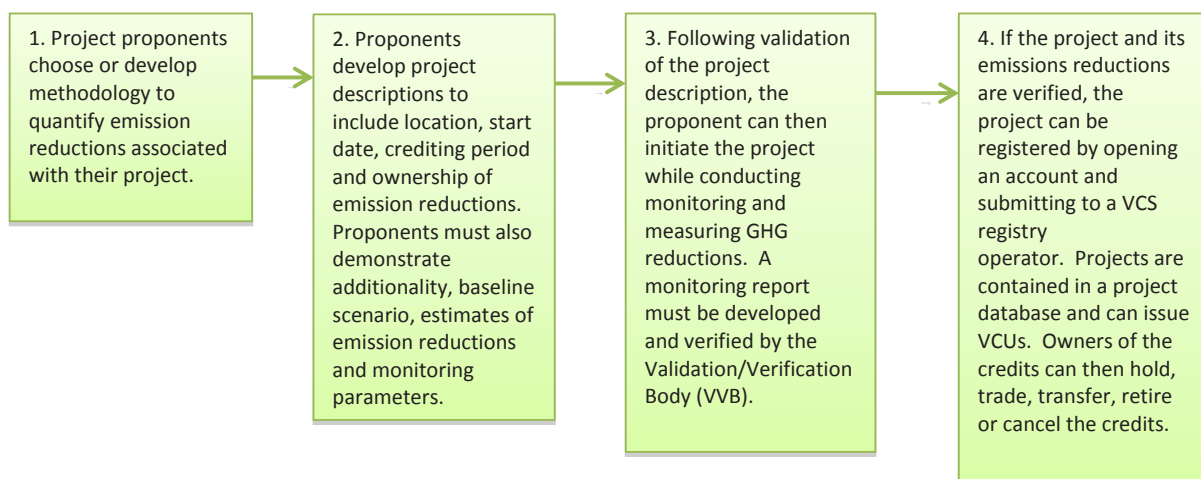 1. Project proponents
choose or develop
methodology to
quantify emission
reductions associated
with their project.
2. Proponents
develop project
descriptions to
include location, start
date, crediting period
and ownership of
emission reductions.
Proponents must also
demonstrate
additionality, baseline
scenario, estimates of
emission reductions
and monitoring
parameters.
3. Following validation
of the project
description, the
proponent can then
initiate the project
while conducting
monitoring and
measuring GHG
reductions. A
monitoring report
must be developed
and verified by the
Validation/Verification
Body (VVB).
4. If the project and its
emissions reductions
are verified, the
project can be
registered by opening
an account and
submitting to a VCS
registry
operator. Projects are
contained in a project
database and can issue
VCUs. Owners of the
credits can then hold,
trade, transfer, retire
or cancel the credits.